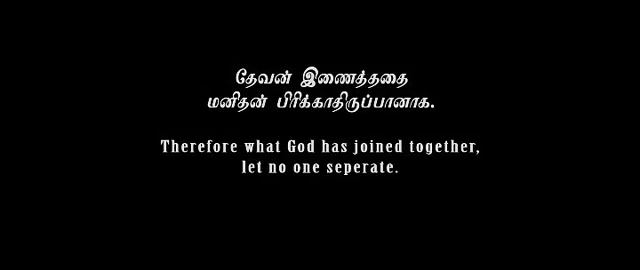 தேவன் இணைத்ததை
மனிதன் பிரிக்காதிருப்பானாக.
Therefore what God has joined together,
let no one seperate.